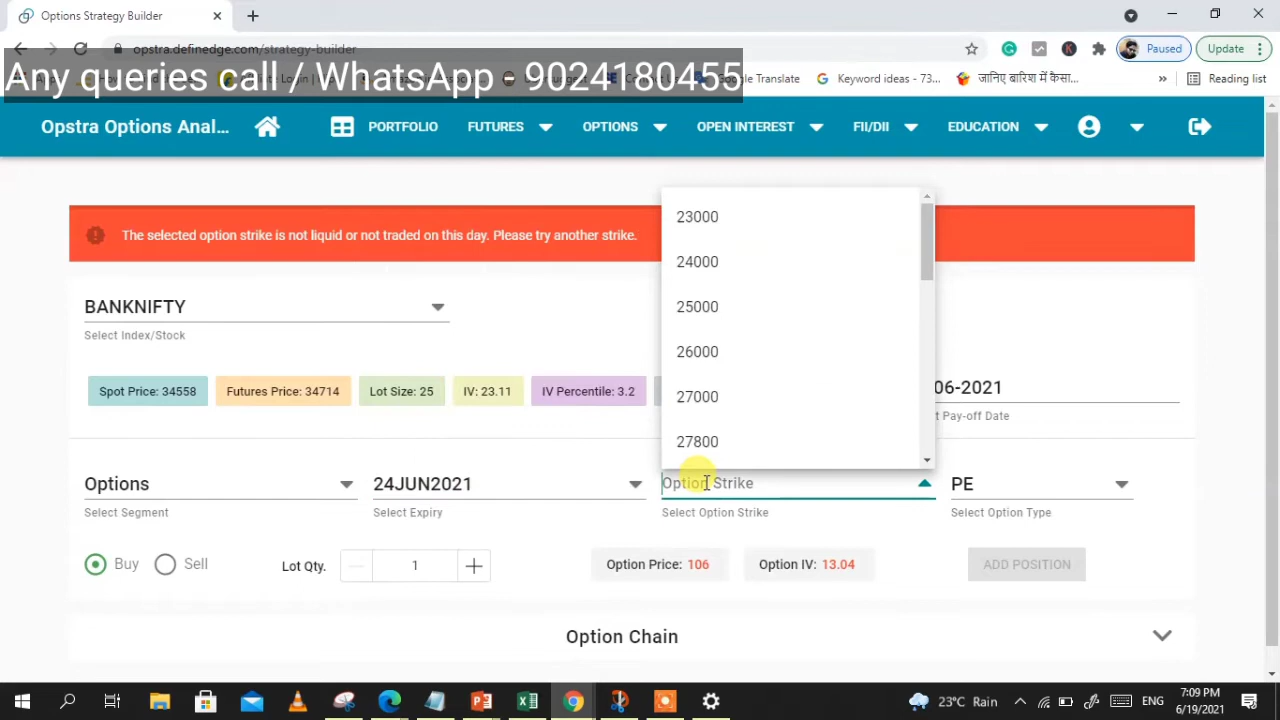 Options Strategy Builder
opstra.definedge.com/strategy-builder
Paused
Update
Any queries call / WhatsApp - 9024180455
Google Translate
Keyword ideas - 73...
जानिए बारिश में कैसा...
Reading list
Opstra Options Anal...
PORTFOLIO
FUTURES
OPTIONS
OPEN INTEREST
FII/DII
EDUCATION
The selected option strike is not liquid or not traded on this day. Please try another strike.
23000
24000
25000
26000
27000
27800
BANKNIFTY
Select Index/Stock
Spot Price: 34558
Futures Price: 34714
Lot Size: 25
IV: 23.11
IV Percentile: 3.2
06-2021
t Pay-off Date
Options
Select Segment
24JUN2021
Select Expiry
Option Strike
Select Option Strike
PE
Select Option Type
Buy
Sell
Lot Qty.
1
Option Price: 106
Option IV: 13.04
ADD POSITION
Option Chain
23°C Rain
ENG
7:09 PM
6/19/2021